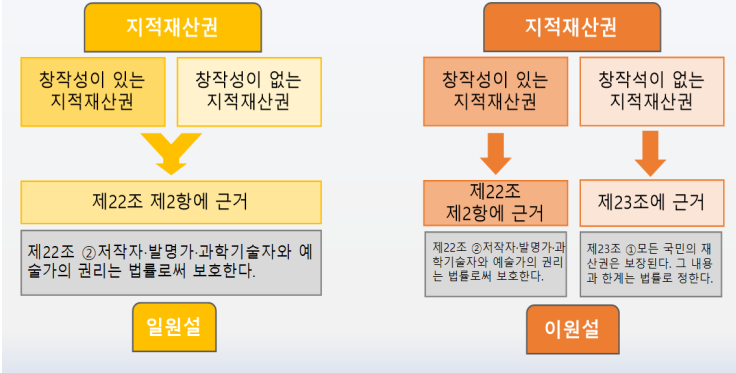 지적재산권
창작성이 있는
지적재산권
창작성이 없는
지적재산권
제22조 제2항에 근거
제22조 ②저작자·발명가·과학기술자와 예
술가의 권리는 법률로써 보호한다.
일원설
지적재산권
창작성이 있는
지적재산권
창작석이 없는
지적재산권
제22조
제2항에 근거
제23조에 근거
제22조 ②저작자·발명가·과
학기술자와 예술가의 권리
는 법률로써 보호한다.
제23조 ①모든 국민의 재
산권은 보장된다. 그 내용
과 한계는 법률로 정한다.
이원설